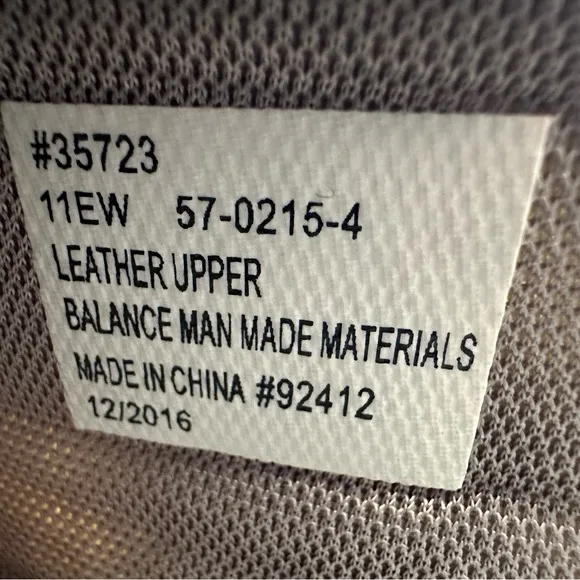 #35723
11EW 57-0215-4
LEATHER UPPER
BALANCE MAN MADE MATERIALS
MADE IN CHINA #92412
12/2016